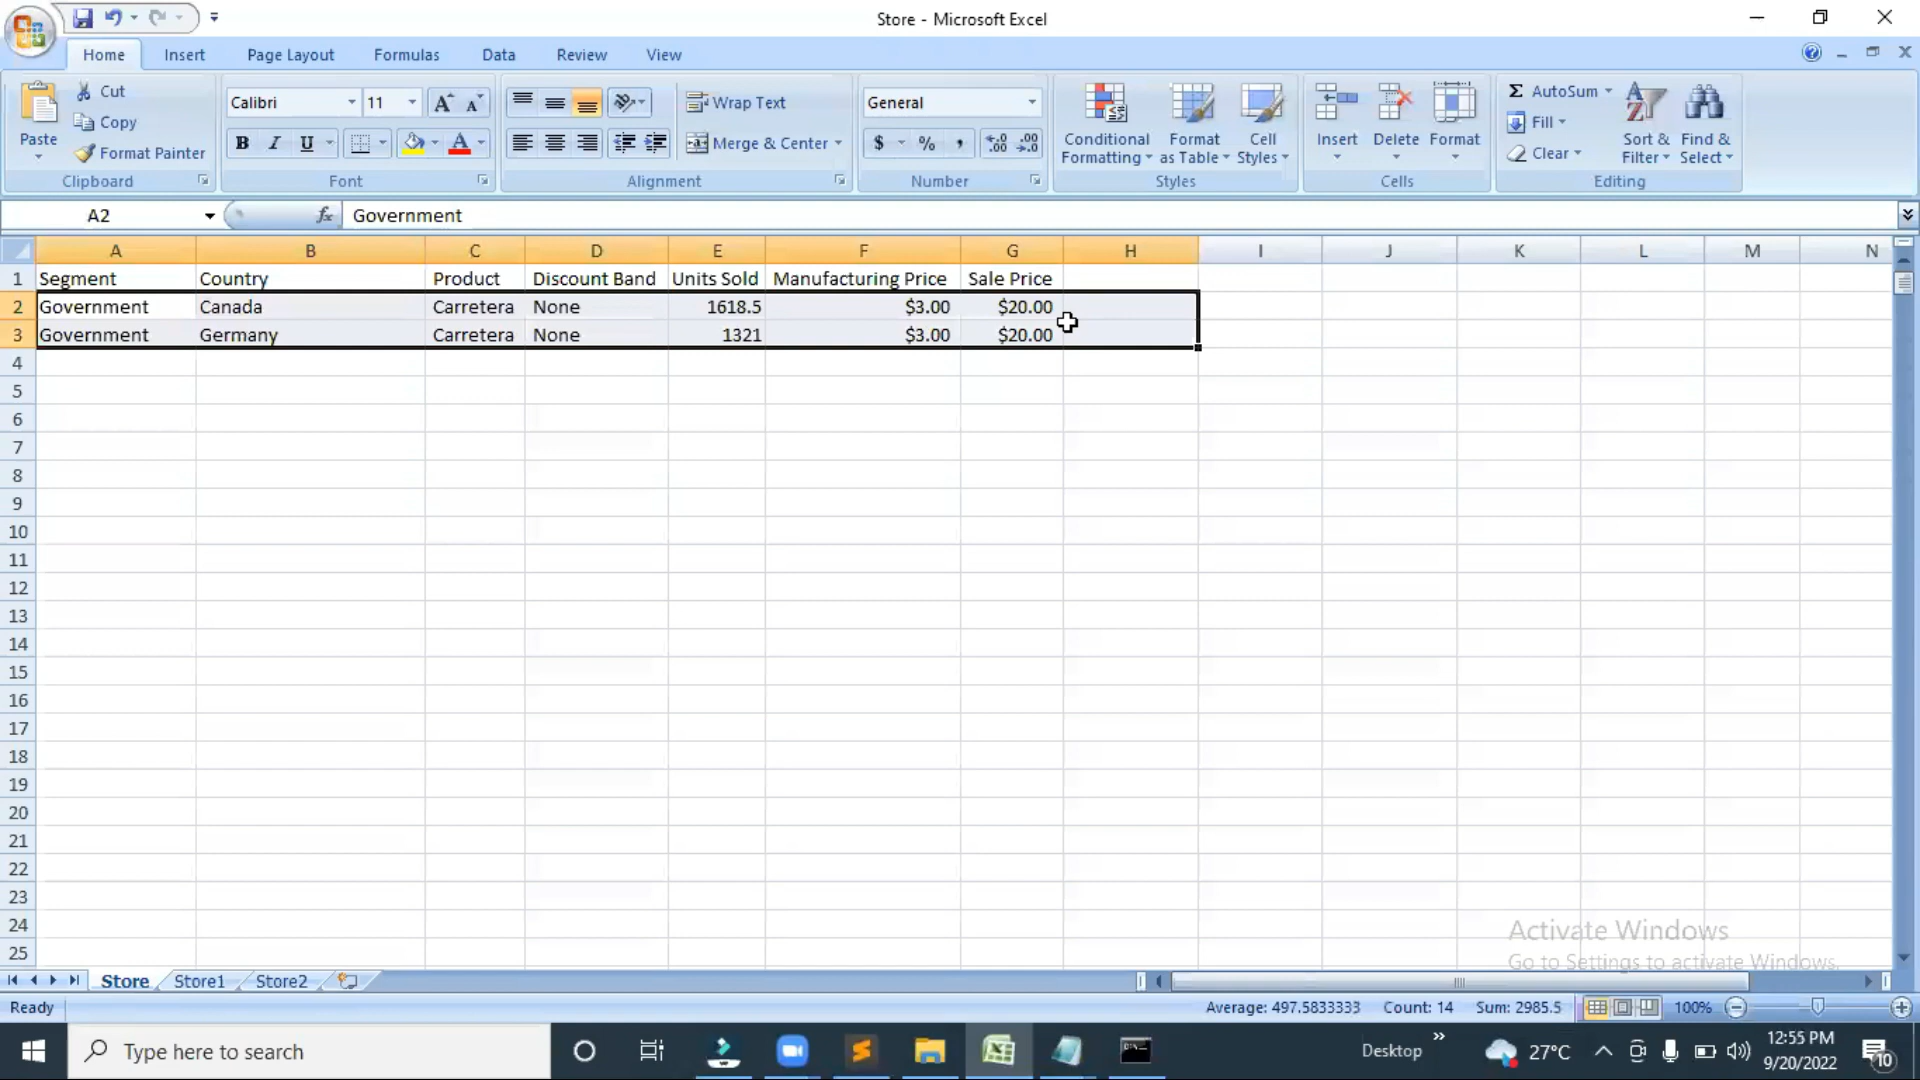 Store - Microsoft Excel
Home Insert Page Layout Formulas Data Review View
Paste Cut Copy Format Painter Clipboard
Calibri 11 A A B I U A Font
Wrap Text Merge & Center Alignment
General $ % , .0 .00 .00 .0 Number
Conditional Formatting Format as Table Cell Styles Styles
Insert Delete Format Cells
Σ AutoSum Fill Clear Sort & Filter Find & Select Editing
A2 fx Government
A B C D E F G H I J K L M N
1 Segment Country Product Discount Band Units Sold Manufacturing Price Sale Price
2 Government Canada Carretera None 1618.5 $3.00 $20.00
3 Government Germany Carretera None 1321 $3.00 $20.00
4
5
6
7
8
9
10
11
12
13
14
15
16
17
18
19
20
21
22
23
24
25
Activate Windows
Go to Settings to activate Windows.
Store Store1 Store2
Ready Average: 497.5833333 Count: 14 Sum: 2985.5 100%
Type here to search Desktop » 27°C 12:55 PM
9/20/2022 10